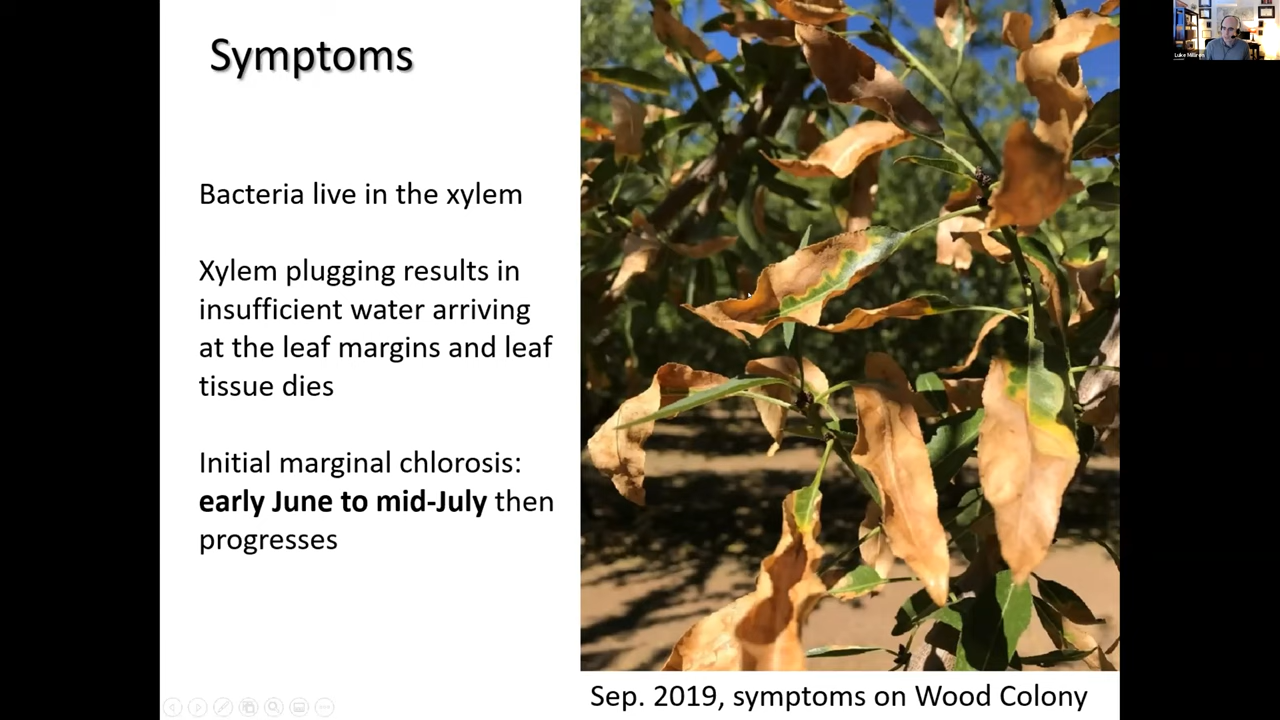 Symptoms
Bacteria live in the xylem
Xylem plugging results in
insufficient water arriving
at the leaf margins and leaf
tissue dies
Initial marginal chlorosis:
early June to mid-July then
progresses
Sep. 2019, symptoms on Wood Colony